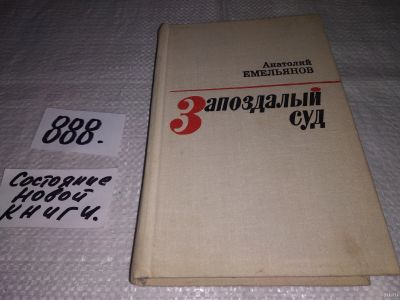 Анатолий
ЕМЕЛЬЯНОВ
Запоздалый
суд
888.
Состояние
новой
книги.